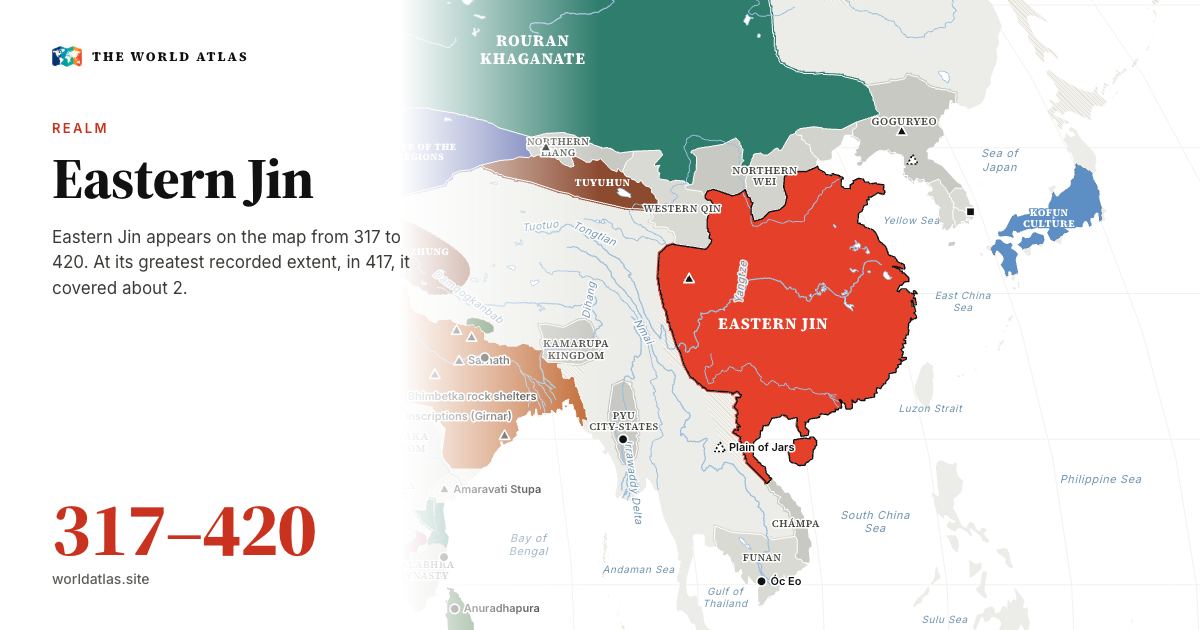 THE WORLD ATLAS
REALM
Eastern Jin
Eastern Jin appears on the map from 317 to
420. At its greatest recorded extent, in 417, it
covered about 2.
317–420
worldatlas.site
ROURAN
KHAGANATE
GOGURYEO
NORTHERN
LIANG
OF THE
TUYUHUN
NORTHERN
WEI
WESTERN QIN
Sea of
Japan
Yellow Sea
KOFUN
CULTURE
Tuotuo
Tongtian
Yangtze
East China
Sea
EASTERN JIN
Dihang
Nmai
KAMARUPA
KINGDOM
Sarnath
Bhimbetka rock shelters
Inscriptions (Girnar)
PYU
CITY-STATES
Luzon Strait
Plain of Jars
Irrawaddy Delta
Amaravati Stupa
Philippine Sea
South China
Sea
CHÁMPA
Bay of
Bengal
FUNAN
Andaman Sea
Óc Eo
Gulf of
Thailand
Anuradhapura
Sulu Sea